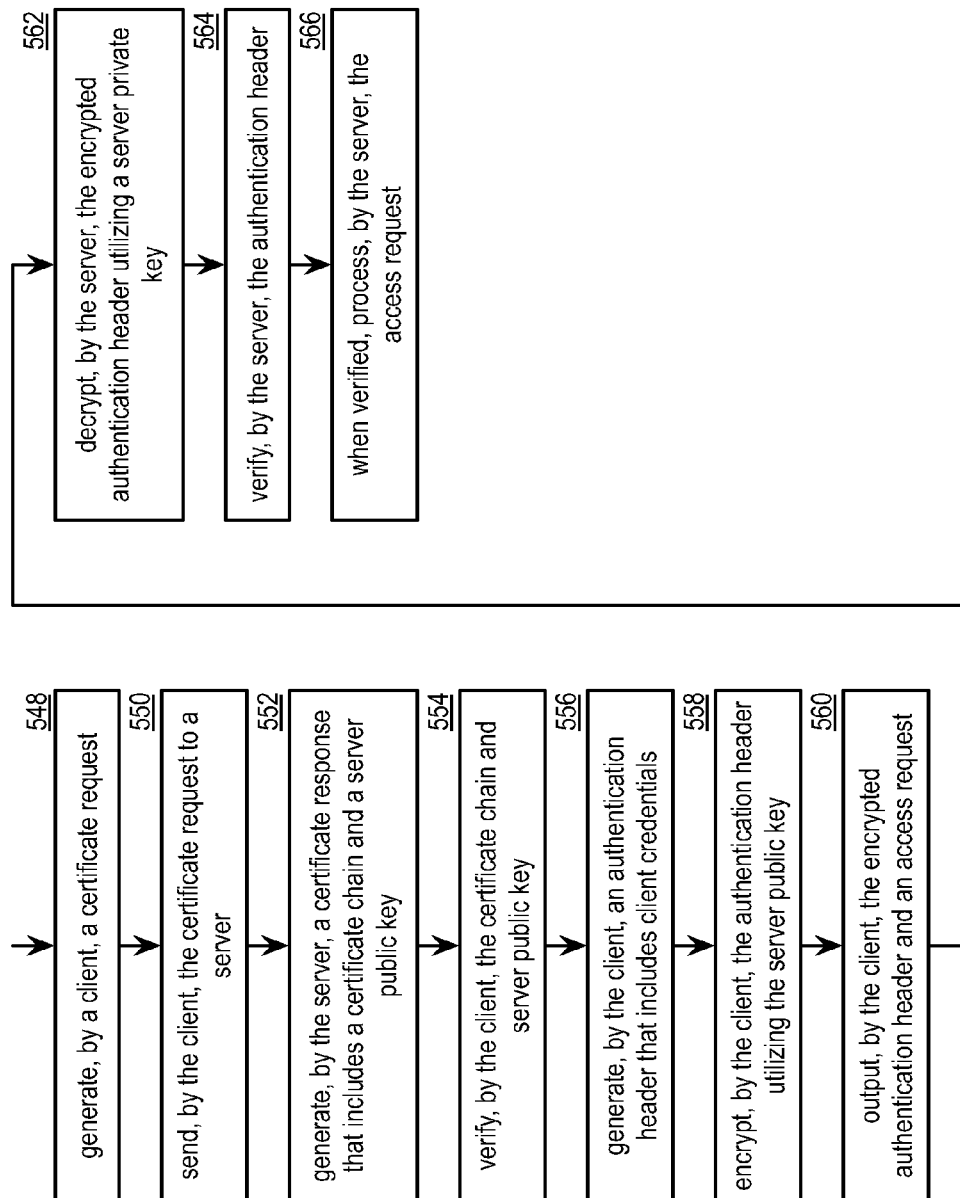 548
generate, by a client, a certificate request
550
send, by the client, the certificate request to a
server
552
generate, by the server, a certificate response
that includes a certificate chain and a server
public key
554
verify, by the client, the certificate chain and
server public key
556
generate, by the client, an authentication
header that includes client credentials
558
encrypt, by the client, the authentication header
utilizing the server public key
560
output, by the client, the encrypted
authentication header and an access request
562
decrypt, by the server, the encrypted
authentication header utilizing a server private
key
564
verify, by the server, the authentication header
566
when verified, process, by the server, the
access request